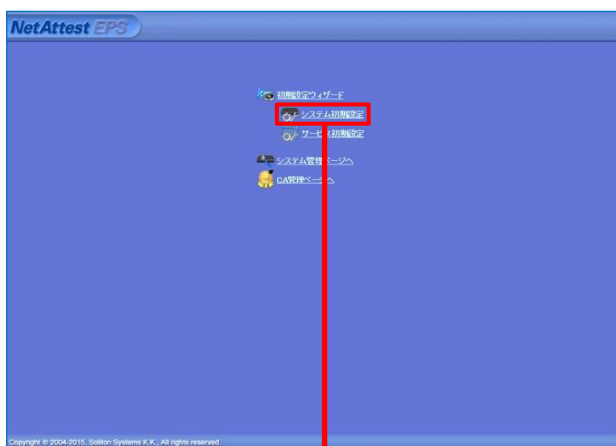 NetAttest EPS
初期設定ウィザード
システム初期設定
サービス初期設定
システム管理ページへ
CA管理ページへ
Copyright © 2004-2015, Soliton Systems K.K., All rights reserved